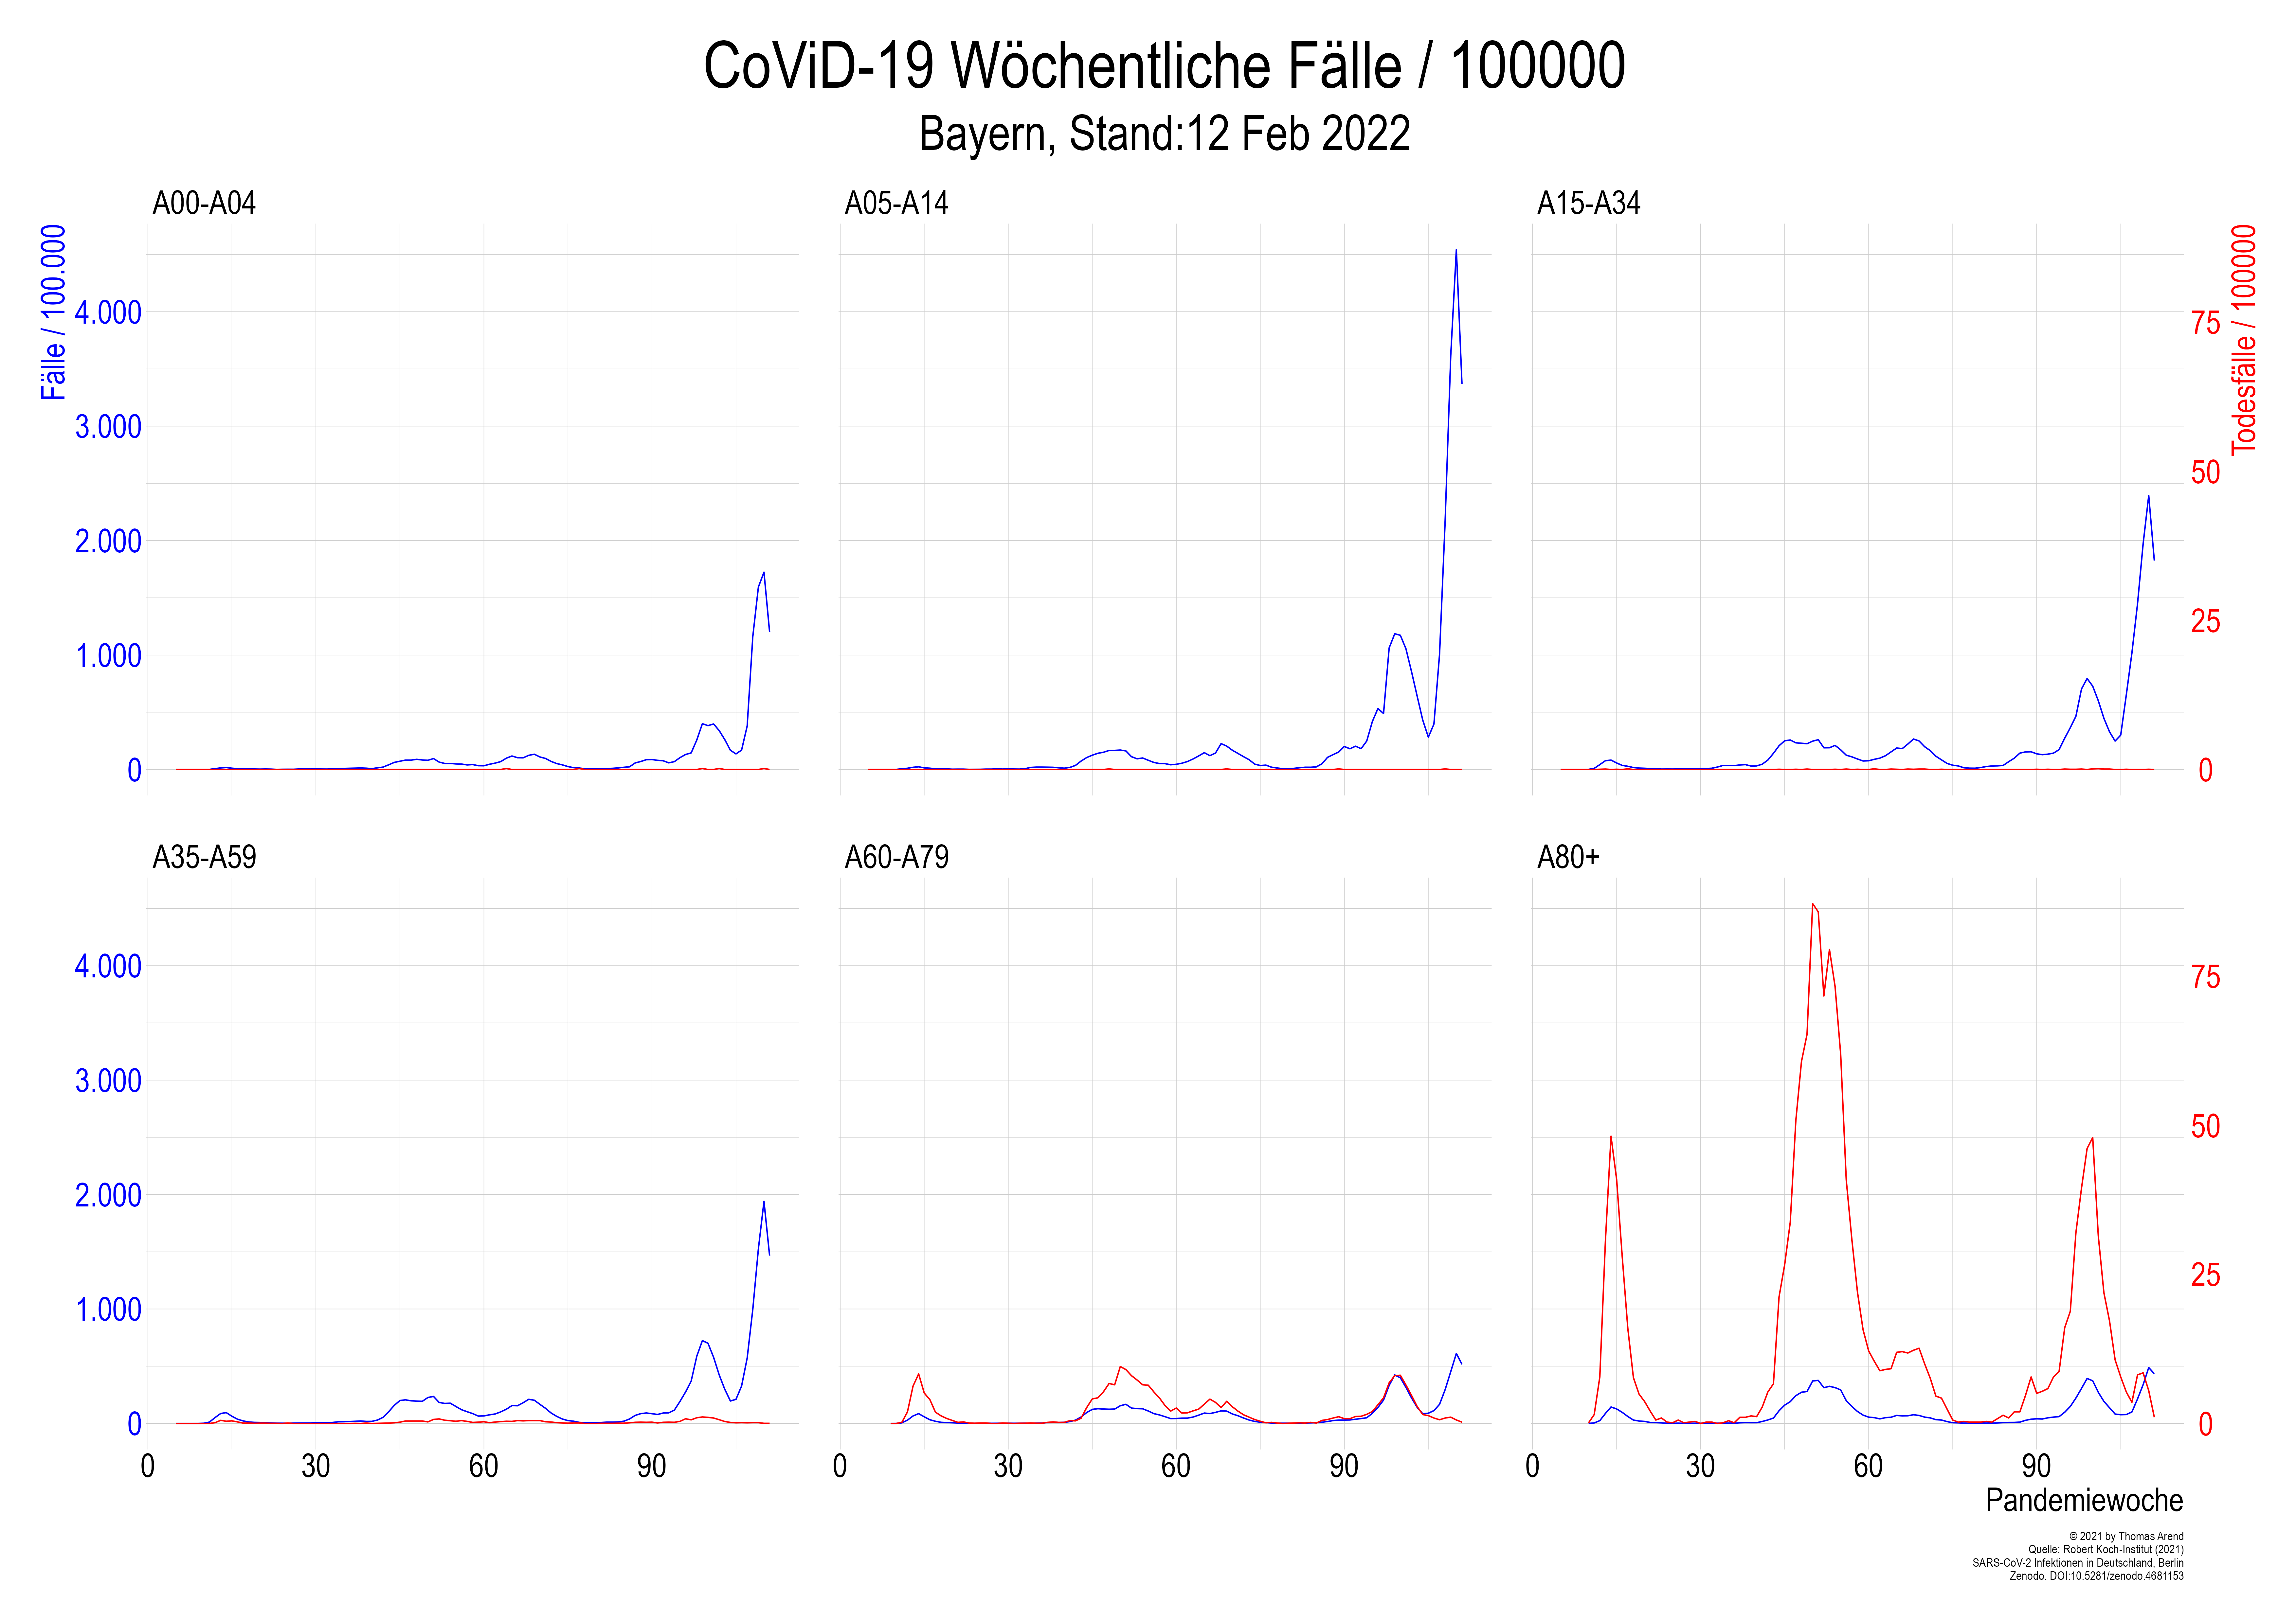 CoViD-19 Wöchentliche Fälle / 100000
Bayern, Stand:12 Feb 2022
A00-A04
A05-A14
A15-A34
Fälle / 100.000
4.000
3.000
2.000
1.000
0
75
50
25
0
Todesfälle / 100000
A35-A59
A60-A79
A80+
4.000
3.000
2.000
1.000
0
75
50
25
0
0 30 60 90
0 30 60 90
0 30 60 90
Pandemiewoche
© 2021 by Thomas Arend
Quelle: Robert Koch-Institut (2021)
SARS-CoV-2 Infektionen in Deutschland, Berlin
Zenodo. DOI:10.5281/zenodo.4681153